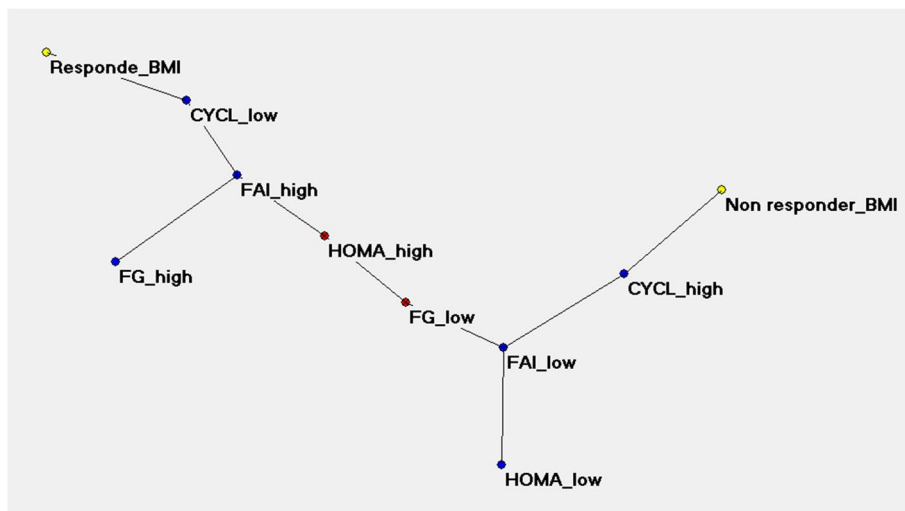 Responde_BMI
CYCL_low
FAI_high
Non responder_BMI
HOMA_high
FG_high
CYCL_high
FG_low
FAI_low
HOMA_low